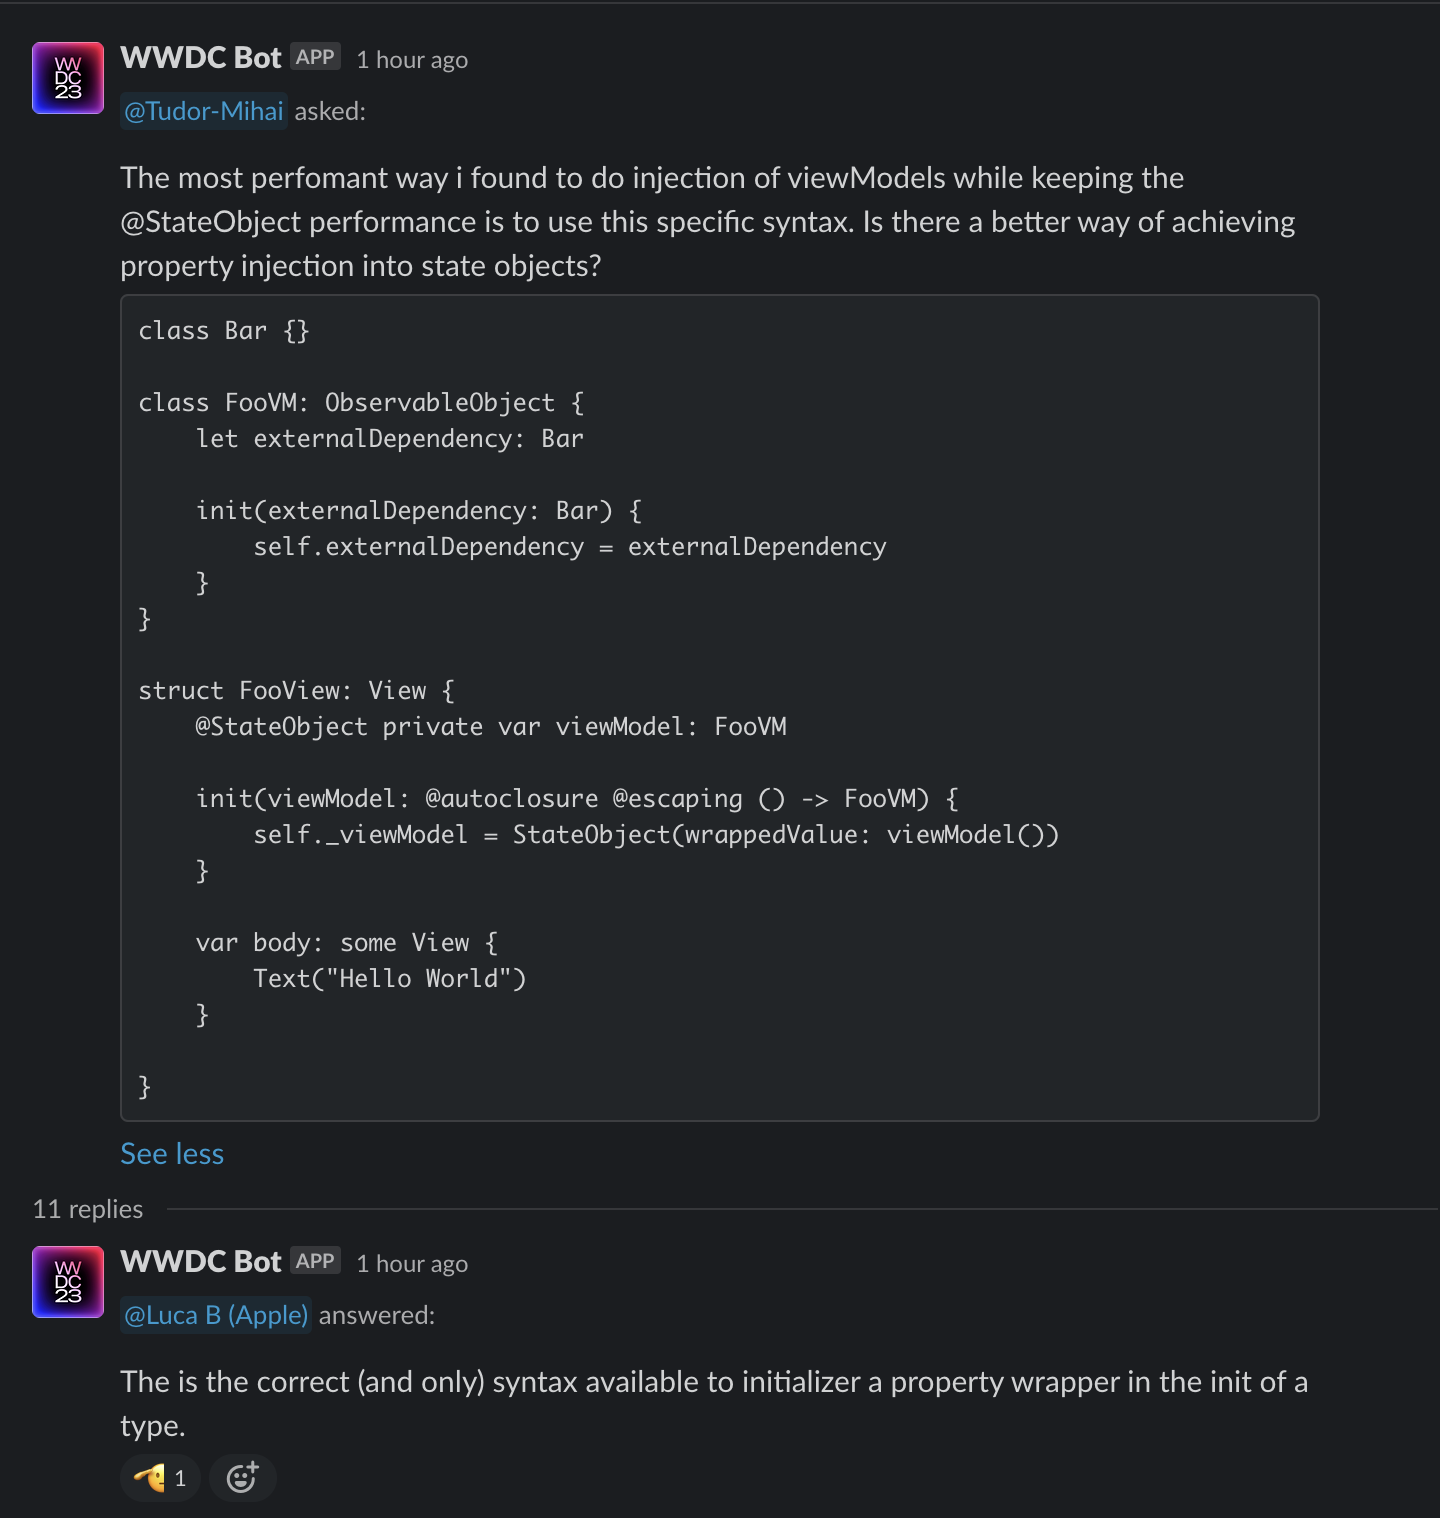 WWDC Bot APP 1 hour ago
WW
DC
23
@Tudor-Mihai asked:
The most perfomant way i found to do injection of viewModels while keeping the
@StateObject performance is to use this specific syntax. Is there a better way of achieving
property injection into state objects?
class Bar {}
class FooVM: ObservableObject {
    let externalDependency: Bar
    init(externalDependency: Bar) {
        self.externalDependency = externalDependency
    }
}
struct FooView: View {
    @StateObject private var viewModel: FooVM
    init(viewModel: @autoclosure @escaping () -> FooVM) {
        self._viewModel = StateObject(wrappedValue: viewModel())
    }
    var body: some View {
        Text("Hello World")
    }
}
See less
11 replies
WWDC Bot APP 1 hour ago
WW
DC
23
@Luca B (Apple) answered:
The is the correct (and only) syntax available to initializer a property wrapper in the init of a
type.
1